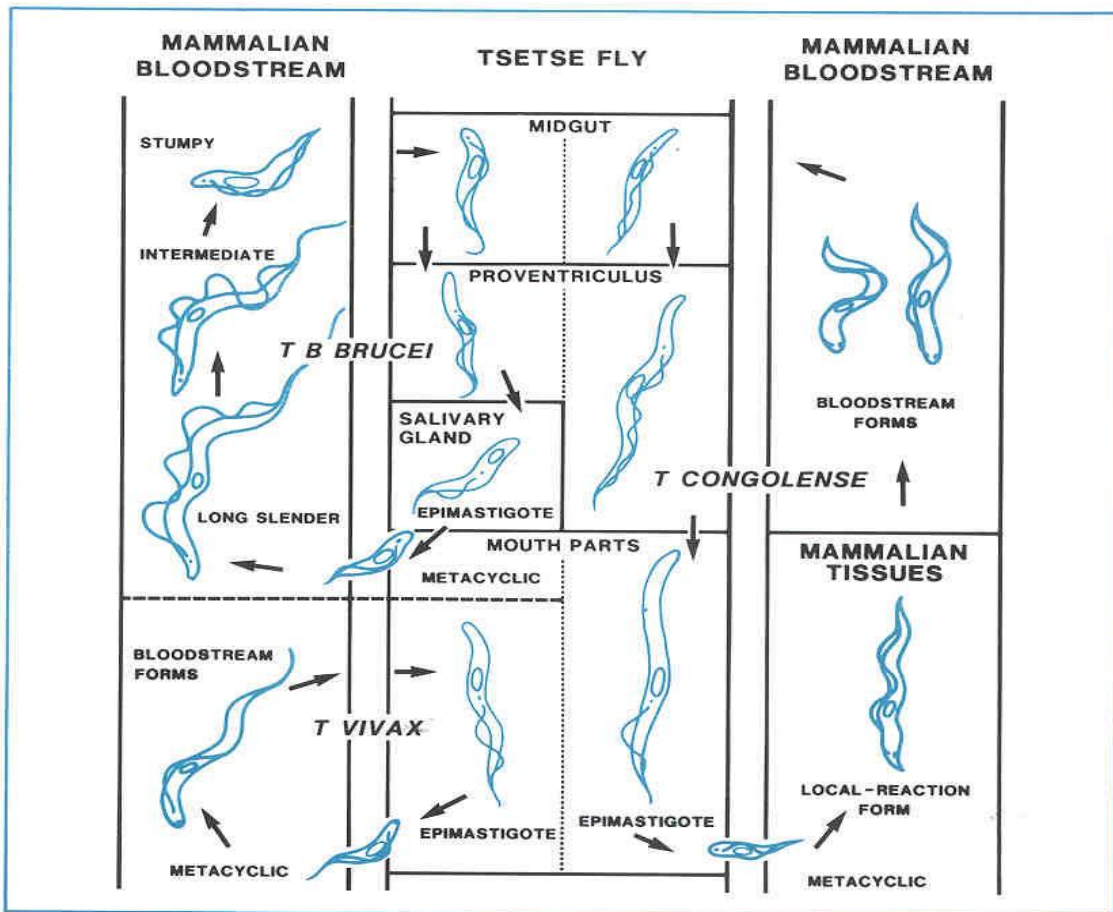 MAMMALIAN
BLOODSTREAM
STUMPY
INTERMEDIATE
T B BRUCEI
LONG SLENDER
BLOODSTREAM
FORMS
T VIVAX
METACYCLIC
TSETSE FLY
MIDGUT
PROVENTRICULUS
SALIVARY
GLAND
EPIMASTIGOTE
MOUTH PARTS
METACYCLIC
EPIMASTIGOTE
EPIMASTIGOTE
MAMMALIAN
BLOODSTREAM
BLOODSTREAM
FORMS
T CONGOLENSE
MAMMALIAN
TISSUES
LOCAL-REACTION
FORM
METACYCLIC